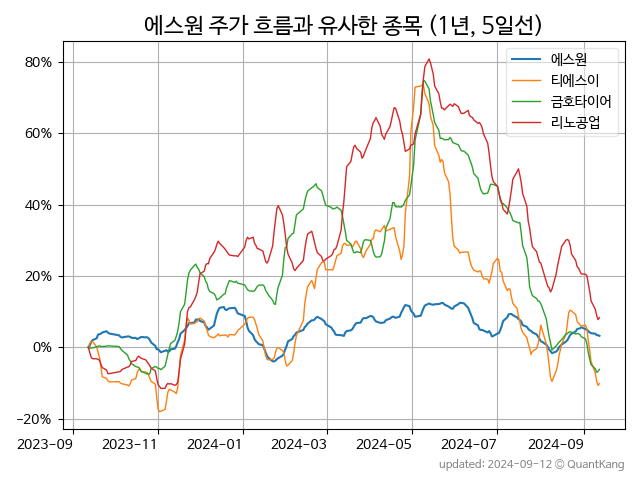 에스원 주가 흐름과 유사한 종목 (1년, 5일선)
에스원
티에스이
금호타이어
리노공업
80%
60%
40%
20%
0%
−20%
2023-09
2023-11
2024-01
2024-03
2024-05
2024-07
2024-09
updated: 2024-09-12 © QuantKang